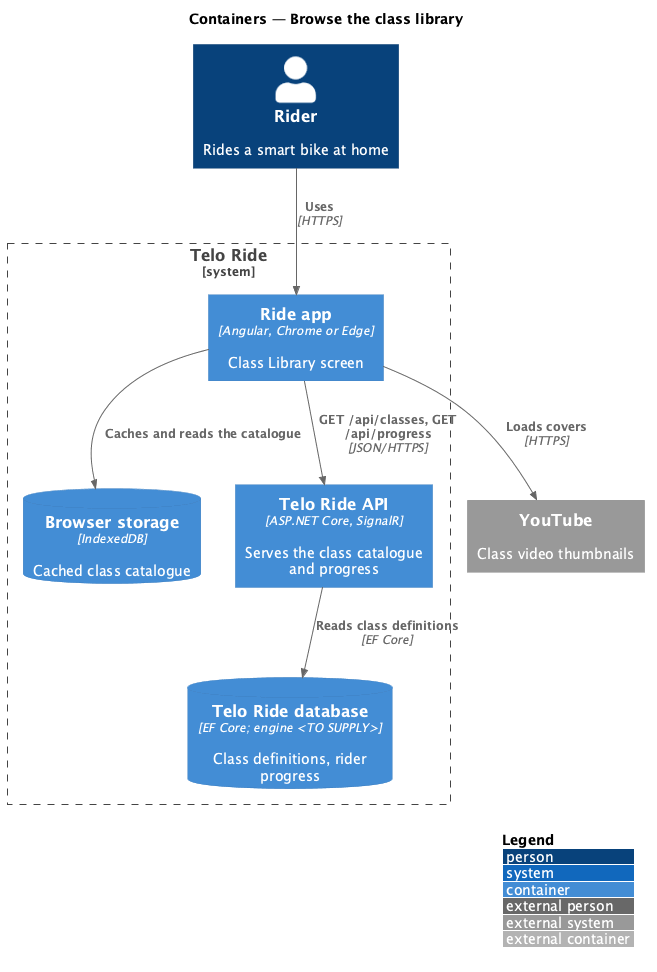 Containers — Browse the class library
Rider
Rides a smart bike at home
Uses
[HTTPS]
Telo Ride
[system]
Ride app
[Angular, Chrome or Edge]
Class Library screen
Caches and reads the catalogue
GET /api/classes, GET
/api/progress
[JSON/HTTPS]
Loads covers
[HTTPS]
Browser storage
[IndexedDB]
Cached class catalogue
Telo Ride API
[ASP.NET Core, SignalR]
Serves the class catalogue
and progress
YouTube
Class video thumbnails
Reads class definitions
[EF Core]
Telo Ride database
[EF Core; engine <TO SUPPLY>]
Class definitions, rider
progress
Legend
person
system
container
external person
external system
external container